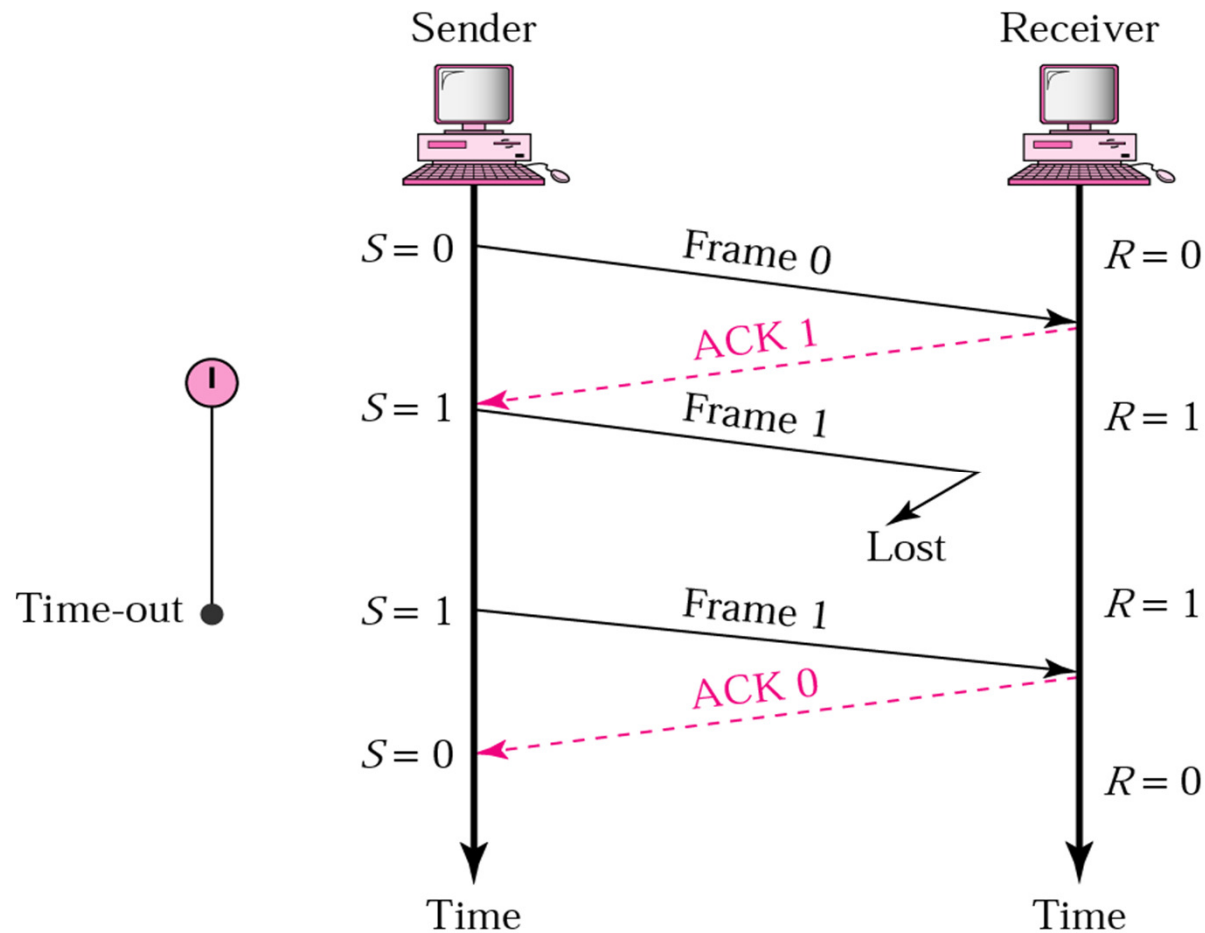 Sender
Receiver
S = 0
Frame 0
R = 0
ACK 1
S = 1
Frame 1
R = 1
Lost
Time-out
S = 1
Frame 1
R = 1
ACK 0
S = 0
R = 0
Time
Time